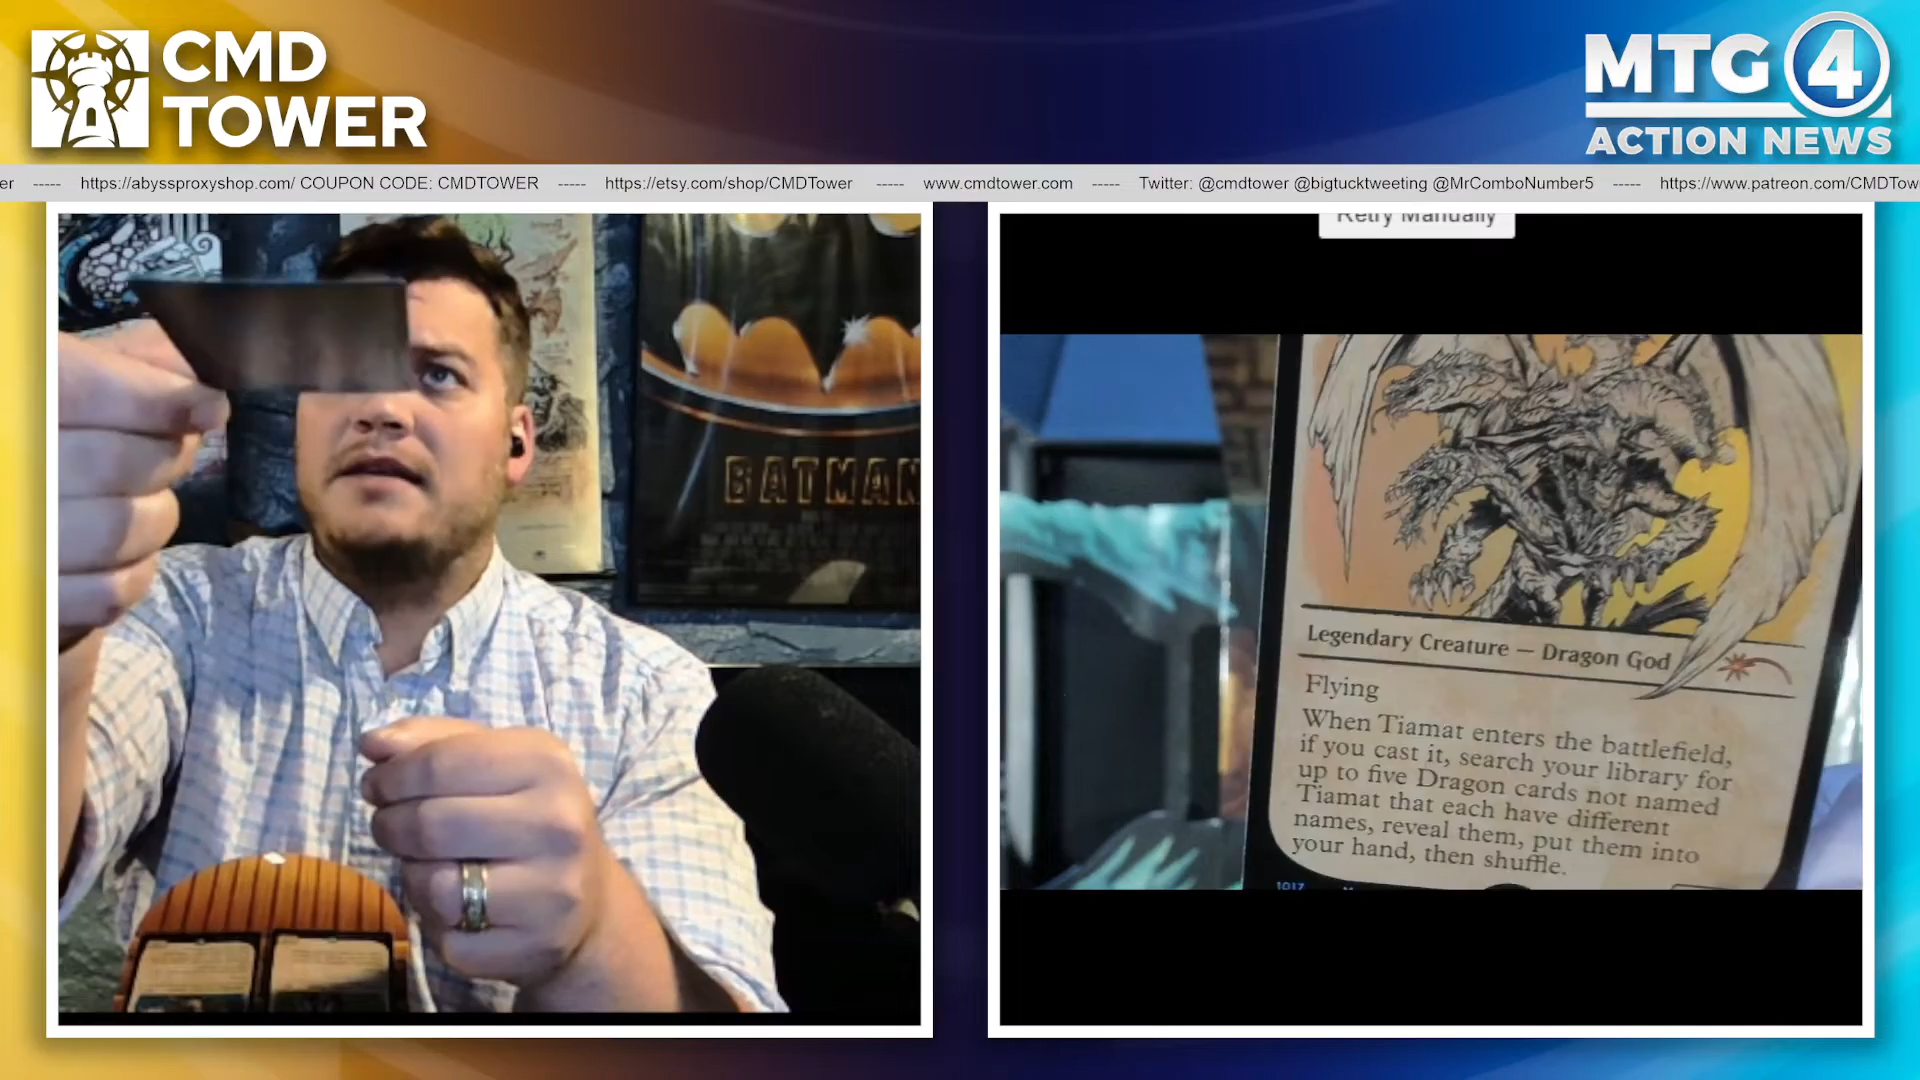 CMD
TOWER
MTG 4
ACTION NEWS
er ----- https://abyssproxyshop.com/ COUPON CODE: CMDTOWER ----- https://etsy.com/shop/CMDTower ----- www.cmdtower.com ----- Twitter: @cmdtower @bigtucktweeting @MrComboNumber5 ----- https://www.patreon.com/CMDTow
BATMAN
Retry Manually
Legendary Creature — Dragon God
Flying
When Tiamat enters the battlefield,
if you cast it, search your library for
up to five Dragon cards not named
Tiamat that each have different
names, reveal them, put them into
your hand, then shuffle.
1017